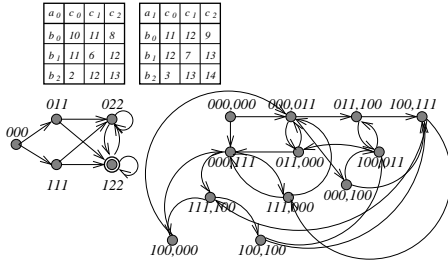 a0 c0 c1 c2
b0 10 11 8
b1 11 6 12
b2 2 12 13
a1 c0 c1 c2
b0 11 12 9
b1 12 7 13
b2 3 13 14
011 022
000
111 122
000,000 000,011 011,100 100,111
000,111 011,000 100,011
000,100
111,100 111,000
100,000 100,100